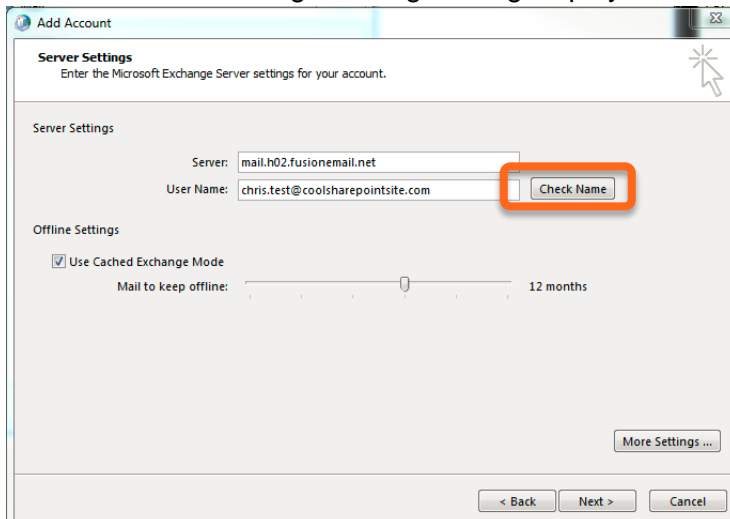 Add Account
Server Settings
Enter the Microsoft Exchange Server settings for your account.
Server Settings
Server: mail.h02.fusionemail.net
User Name: chris.test@coolsharepointsite.com Check Name
Offline Settings
Use Cached Exchange Mode
Mail to keep offline: 12 months
More Settings ...
< Back Next > Cancel